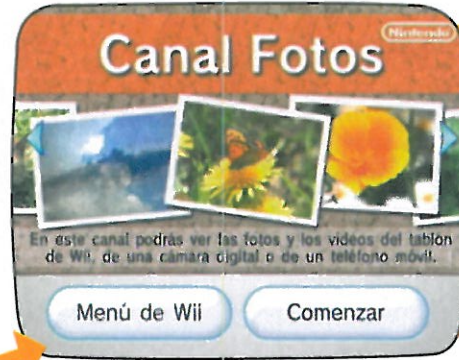 Nintendo
Canal Fotos
En este canal podrás ver las fotos y los vídeos del tablón
de Wii, de una cámara digital o de un teléfono móvil.
Menú de Wii
Comenzar